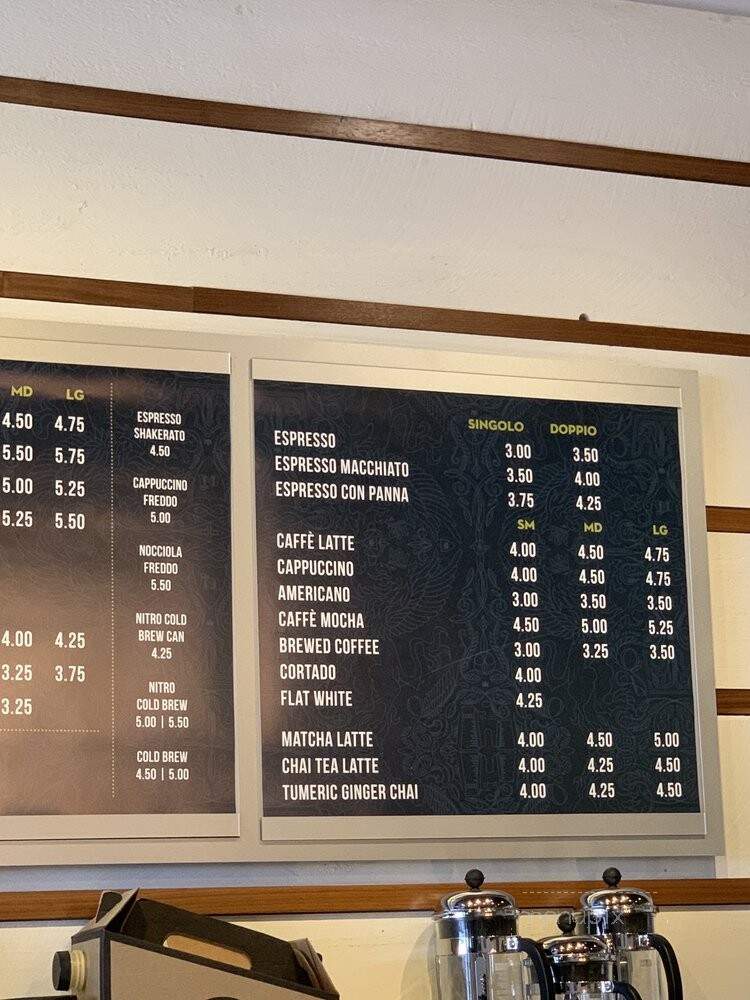 MD LG
4.50 4.75
5.50 5.75
5.00 5.25
5.25 5.50
4.00 4.25
3.25 3.75
3.25
ESPRESSO
SHAKERATO
4.50
CAPPUCCINO
FREDDO
5.00
NOCCIOLA
FREDDO
5.50
NITRO COLD
BREW CAN
4.25
NITRO
COLD BREW
5.00 | 5.50
COLD BREW
4.50 | 5.00
SINGOLO DOPPIO
ESPRESSO 3.00 3.50
ESPRESSO MACCHIATO 3.50 4.00
ESPRESSO CON PANNA 3.75 4.25
SM MD LG
CAFFÈ LATTE 4.00 4.50 4.75
CAPPUCCINO 4.00 4.50 4.75
AMERICANO 3.00 3.50 3.50
CAFFÈ MOCHA 4.50 5.00 5.25
BREWED COFFEE 3.00 3.25 3.50
CORTADO 4.00
FLAT WHITE 4.25
MATCHA LATTE 4.00 4.50 5.00
CHAI TEA LATTE 4.00 4.25 4.50
TUMERIC GINGER CHAI 4.00 4.25 4.50